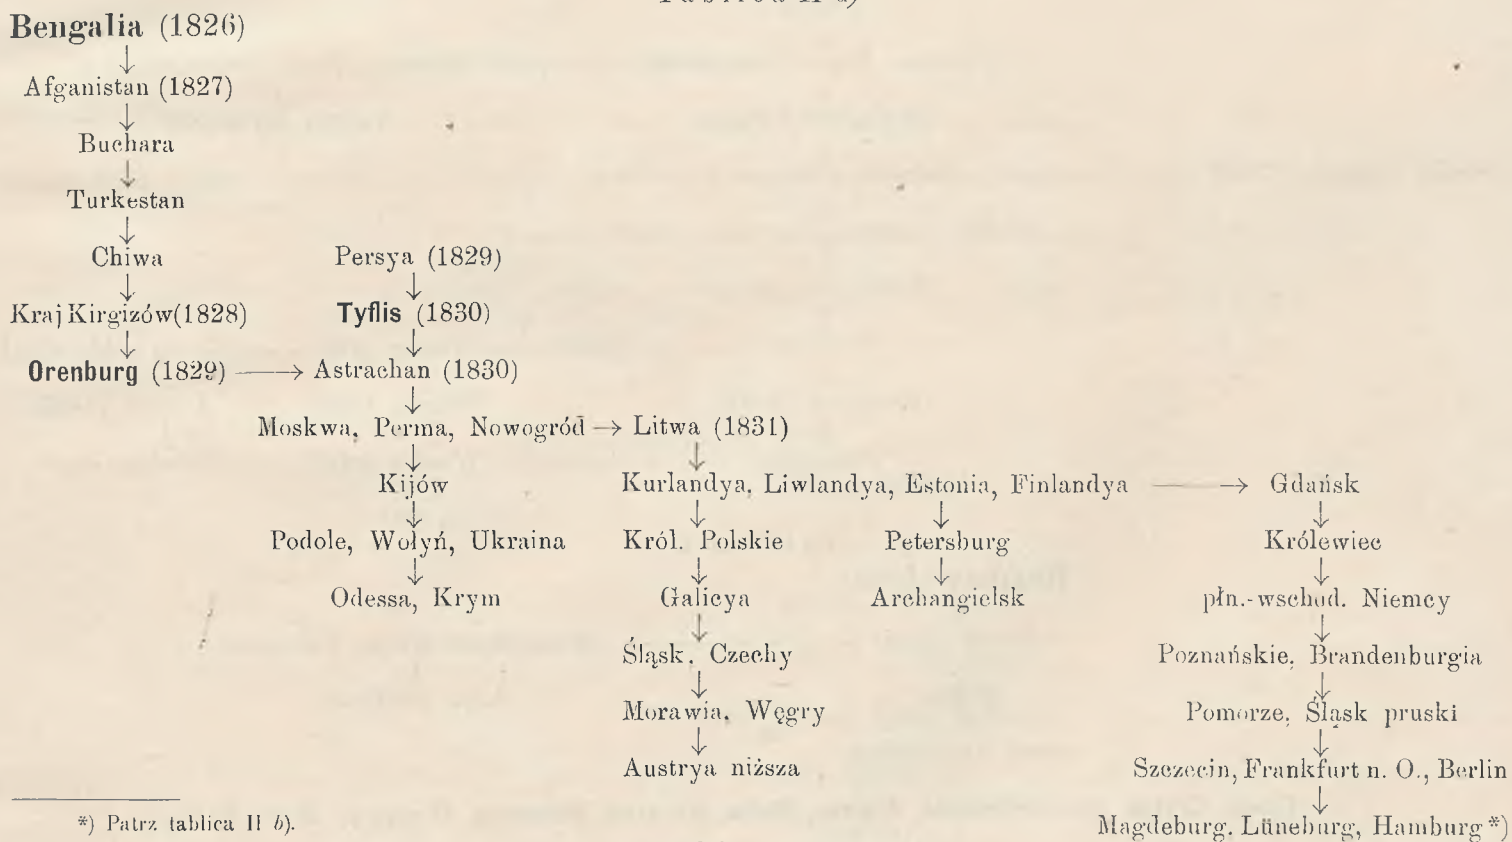 Tablica II a)
Bengalia (1826)
↓
Afganistan (1827)
↓
Buchara
↓
Turkestan
↓
Chiwa Persya (1829)
↓ ↓
Kraj Kirgizów(1828) Tyflis (1830)
↓ ↓
Orenburg (1829) → Astrachan (1830)
↓
Moskwa, Perma, Nowogród → Litwa (1831)
↓ ↓
Kijów Kurlandya, Liwlandya, Estonia, Finlandya → Gdańsk
↓ ↓ ↓ ↓
Podole, Wołyń, Ukraina Król. Polskie Petersburg Królewiec
↓ ↓ ↓ ↓
Odessa, Krym Galicya Archangielsk płn.-wschod. Niemcy
↓ ↓
Śląsk, Czechy Poznańskie, Brandenburgia
↓ ↓
Morawia, Węgry Pomorze, Śląsk pruski
↓ ↓
Austrya niższa Szczecin, Frankfurt n. O., Berlin
↓
*) Patrz tablica II b). Magdeburg, Lüneburg, Hamburg *)